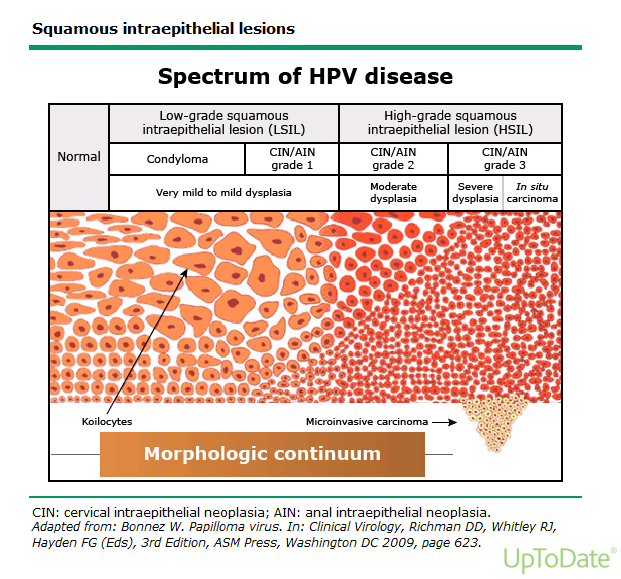 Squamous intraepithelial lesions
Spectrum of HPV disease
Normal
Low-grade squamous
intraepithelial lesion (LSIL)
High-grade squamous
intraepithelial lesion (HSIL)
Condyloma
CIN/AIN
grade 1
CIN/AIN
grade 2
CIN/AIN
grade 3
Very mild to mild dysplasia
Moderate
dysplasia
Severe
dysplasia
In situ
carcinoma
Koilocytes
Microinvasive carcinoma
Morphologic continuum
CIN: cervical intraepithelial neoplasia; AIN: anal intraepithelial neoplasia.
Adapted from: Bonnez W. Papilloma virus. In: Clinical Virology, Richman DD, Whitley RJ,
Hayden FG (Eds), 3rd Edition, ASM Press, Washington DC 2009, page 623.
UpToDate®